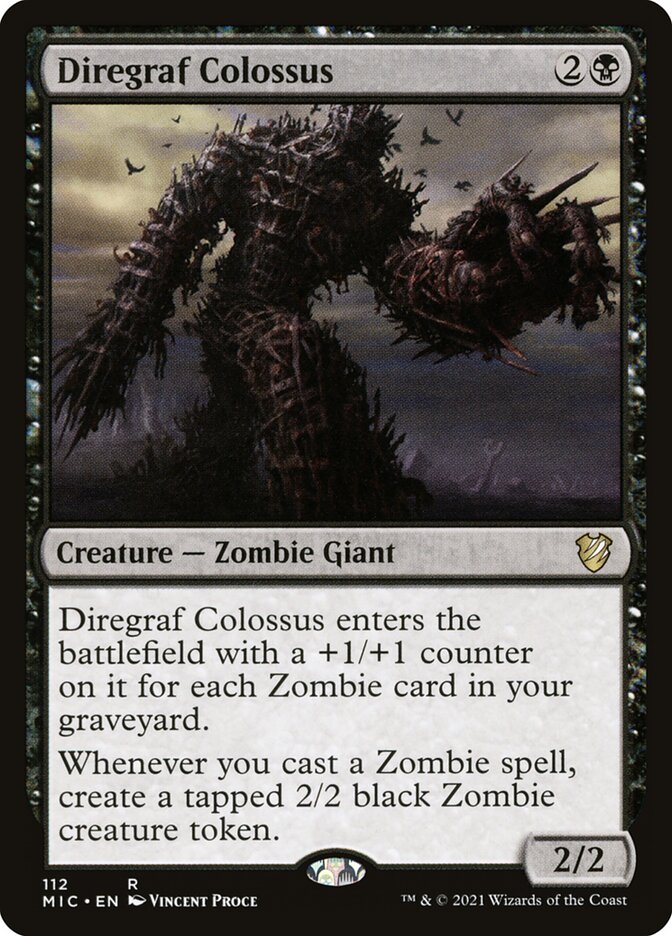 Diregraf Colossus 2
Creature — Zombie Giant
Diregraf Colossus enters the
battlefield with a +1/+1 counter
on it for each Zombie card in your
graveyard.
Whenever you cast a Zombie spell,
create a tapped 2/2 black Zombie
creature token.
2/2
112 R
MIC • EN Vincent Proce ™ & © 2021 Wizards of the Coast